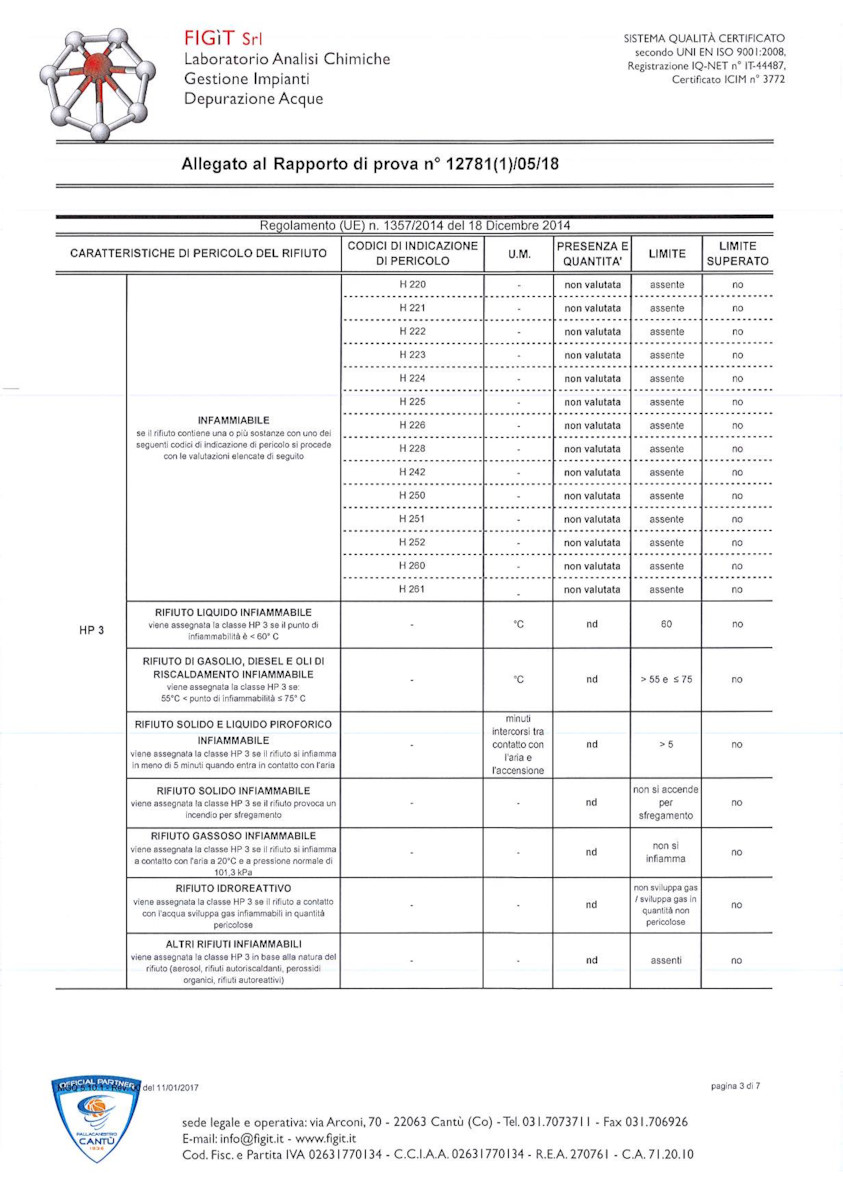 FIGìT Srl
Laboratorio Analisi Chimiche
Gestione Impianti
Depurazione Acque
SISTEMA QUALITÀ CERTIFICATO
secondo UNI EN ISO 9001:2008,
Registrazione IQ-NET n° IT-44487,
Certificato ICIM n° 3772
Allegato al Rapporto di prova n° 12781(1)/05/18
Regolamento (UE) n. 1357/2014 del 18 Dicembre 2014
CARATTERISTICHE DI PERICOLO DEL RIFIUTO CODICI DI INDICAZIONE DI PERICOLO U.M. PRESENZA E QUANTITA' LIMITE LIMITE SUPERATO
HP 3
INFAMMIABILE
se il rifiuto contiene una o più sostanze con uno dei
seguenti codici di indicazione di pericolo si procede
con le valutazioni elencate di seguito
H 220 - non valutata assente no
H 221 - non valutata assente no
H 222 - non valutata assente no
H 223 - non valutata assente no
H 224 - non valutata assente no
H 225 - non valutata assente no
H 226 - non valutata assente no
H 228 - non valutata assente no
H 242 - non valutata assente no
H 250 - non valutata assente no
H 251 - non valutata assente no
H 252 - non valutata assente no
H 260 - non valutata assente no
H 261 - non valutata assente no
RIFIUTO LIQUIDO INFIAMMABILE
viene assegnata la classe HP 3 se il punto di
infiammabilità è < 60° C
- °C nd 60 no
RIFIUTO DI GASOLIO, DIESEL E OLI DI
RISCALDAMENTO INFIAMMABILE
viene assegnata la classe HP 3 se:
55°C < punto di infiammabilità ≤ 75° C
- °C nd > 55 e ≤ 75 no
RIFIUTO SOLIDO E LIQUIDO PIROFORICO
INFIAMMABILE
viene assegnata la classe HP 3 se il rifiuto si infiamma
in meno di 5 minuti quando entra in contatto con l'aria
-
minuti
intercorsi tra
contatto con
l'aria e
l'accensione
nd > 5 no
RIFIUTO SOLIDO INFIAMMABILE
viene assegnata la classe HP 3 se il rifiuto provoca un
incendio per sfregamento
- - nd
non si accende
per
sfregamento
no
RIFIUTO GASSOSO INFIAMMABILE
viene assegnata la classe HP 3 se il rifiuto si infiamma
a contatto con l'aria a 20°C e a pressione normale di
101,3 kPa
- - nd
non si
infiamma
no
RIFIUTO IDROREATTIVO
viene assegnata la classe HP 3 se il rifiuto a contatto
con l'acqua sviluppa gas infiammabili in quantità
pericolose
- - nd
non sviluppa gas
/ sviluppa gas in
quantità non
pericolose
no
ALTRI RIFIUTI INFIAMMABILI
viene assegnata la classe HP 3 in base alla natura del
rifiuto (aerosol, rifiuti autoriscaldanti, perossidi
organici, rifiuti autoreattivi)
- - nd assenti no
OFFICIAL PARTNER
del 11/01/2017
PALLACANESTRO
CANTÙ
1936
pagina 3 di 7
sede legale e operativa: via Arconi, 70 - 22063 Cantù (Co) - Tel. 031.7073711 - Fax 031.706926
E-mail: info@figit.it - www.figit.it
Cod. Fisc. e Partita IVA 02631770134 - C.C.I.A.A. 02631770134 - R.E.A. 270761 - C.A. 71.20.10